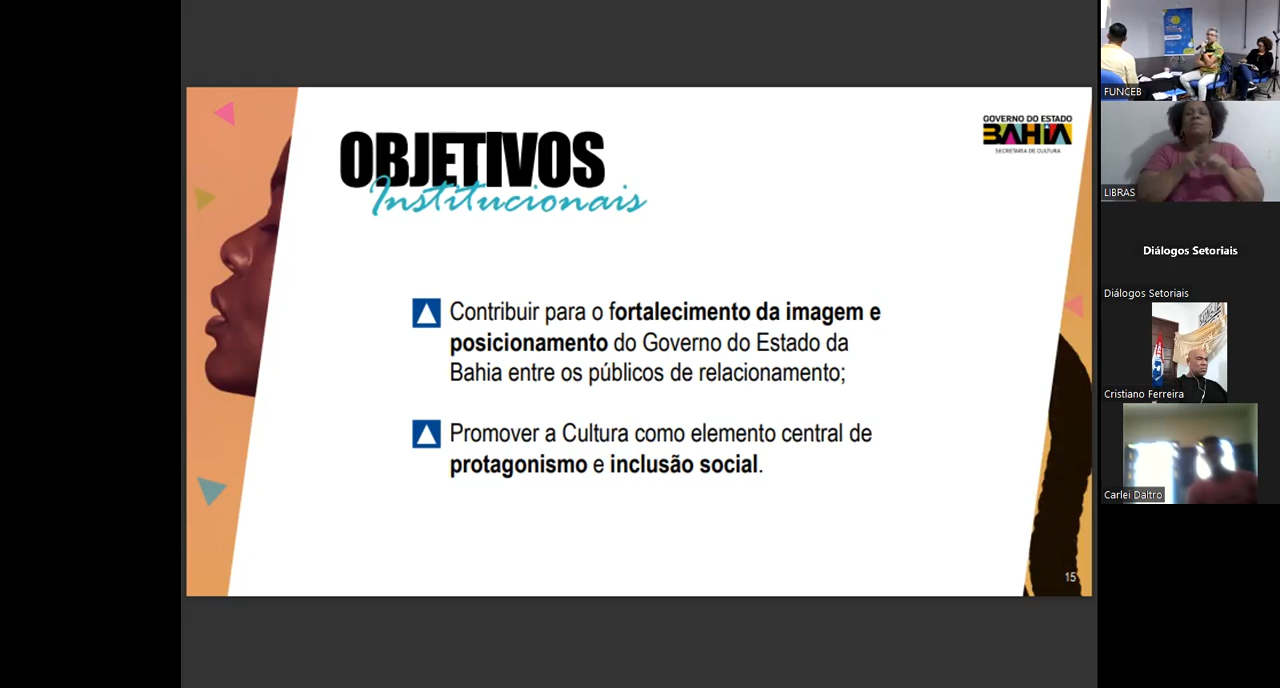 OBJETIVOS
Institucionais
GOVERNO DO ESTADO
BAHIA
SECRETARIA DE CULTURA
Contribuir para o fortalecimento da imagem e
posicionamento do Governo do Estado da
Bahia entre os públicos de relacionamento;
Promover a Cultura como elemento central de
protagonismo e inclusão social.
15
FUNCEB
LIBRAS
Diálogos Setoriais
Diálogos Setoriais
Cristiano Ferreira
Carlei Daltro